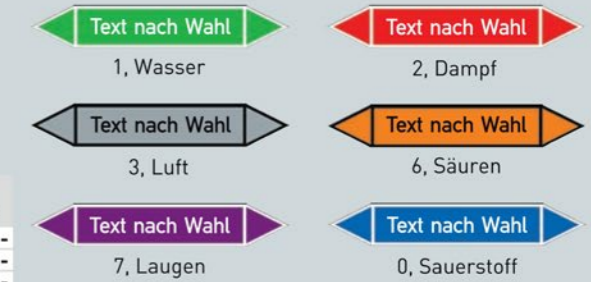 Text nach Wahl Text nach Wahl
1, Wasser 2, Dampf
Text nach Wahl Text nach Wahl
3, Luft 6, Säuren
Text nach Wahl Text nach Wahl
7, Laugen 0, Sauerstoff